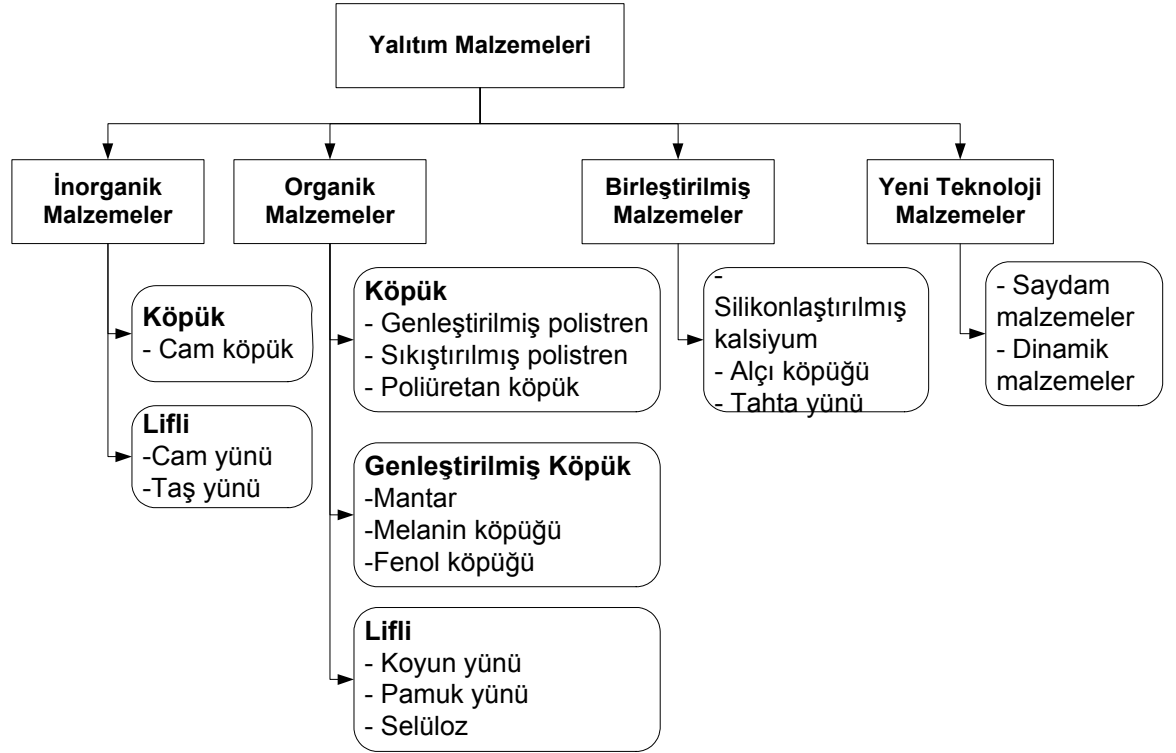 Yalıtım Malzemeleri
İnorganik
Malzemeler
Organik
Malzemeler
Birleştirilmiş
Malzemeler
Yeni Teknoloji
Malzemeler
Köpük
- Cam köpük
Lifli
-Cam yünü
-Taş yünü
Köpük
- Genleştirilmiş polistren
- Sıkıştırılmış polistren
- Poliüretan köpük
Genleştirilmiş Köpük
-Mantar
-Melanin köpüğü
-Fenol köpüğü
Lifli
- Koyun yünü
- Pamuk yünü
- Selüloz
-
Silikonlaştırılmış
kalsiyum
- Alçı köpüğü
- Tahta yünü
- Saydam
malzemeler
- Dinamik
malzemeler